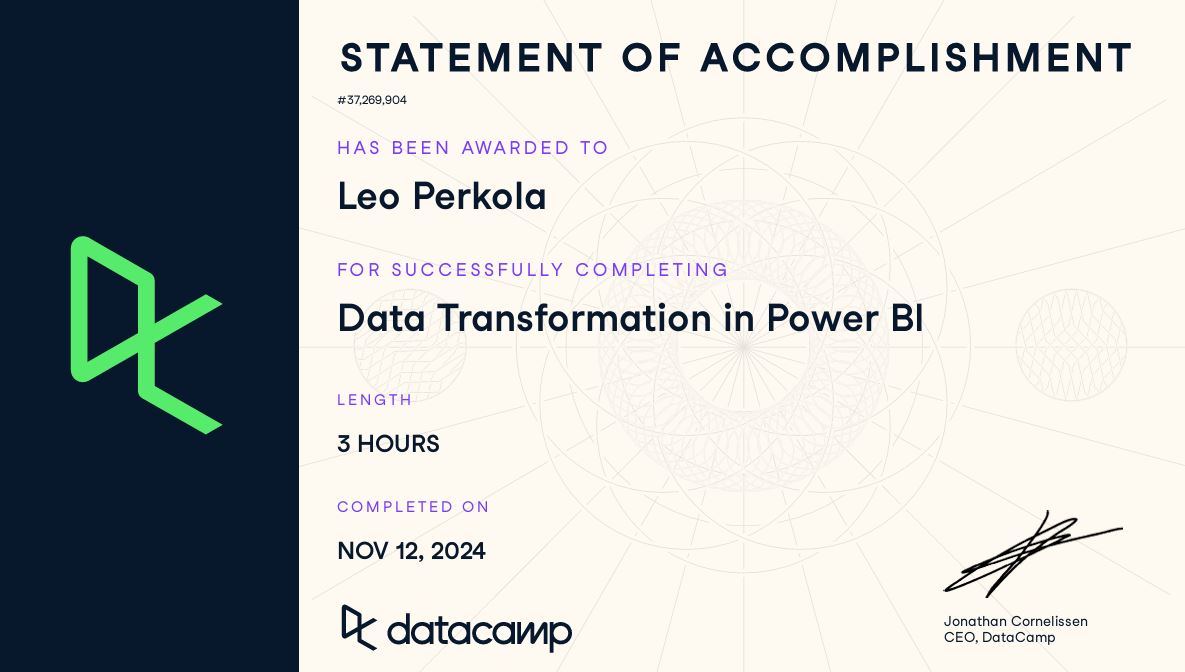 STATEMENT OF ACCOMPLISHMENT
#37,269,904
HAS BEEN AWARDED TO
Leo Perkola
FOR SUCCESSFULLY COMPLETING
Data Transformation in Power BI
LENGTH
3 HOURS
COMPLETED ON
NOV 12, 2024
datacamp
Jonathan Cornelissen
CEO, DataCamp